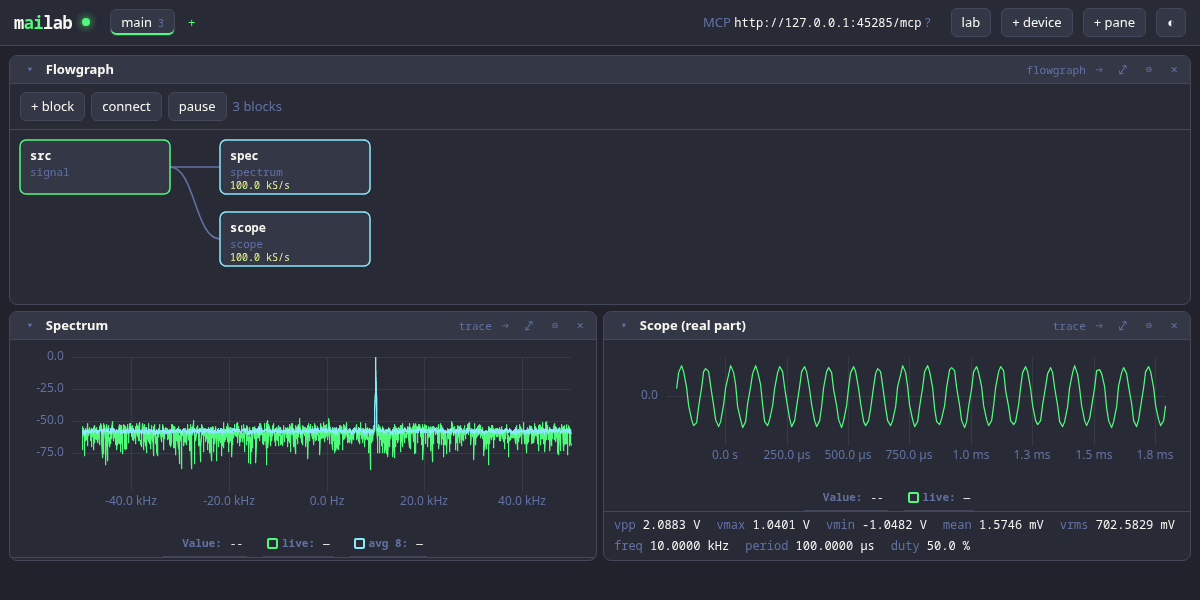 mailab main 3 + MCP http://127.0.0.1:45285/mcp ? lab + device + pane
Flowgraph flowgraph →
+ block connect pause 3 blocks
src
signal
spec
spectrum
100.0 kS/s
scope
scope
100.0 kS/s
Spectrum trace →
0.0
-25.0
-50.0
-75.0
-40.0 kHz -20.0 kHz 0.0 Hz 20.0 kHz 40.0 kHz
Value: -- live: – avg 8: –
Scope (real part) trace →
0.0
0.0 s 250.0 µs 500.0 µs 750.0 µs 1.0 ms 1.3 ms 1.5 ms 1.8 ms
Value: -- live: –
vpp 2.0883 V vmax 1.0401 V vmin -1.0482 V mean 1.5746 mV vrms 702.5829 mV
freq 10.0000 kHz period 100.0000 µs duty 50.0 %